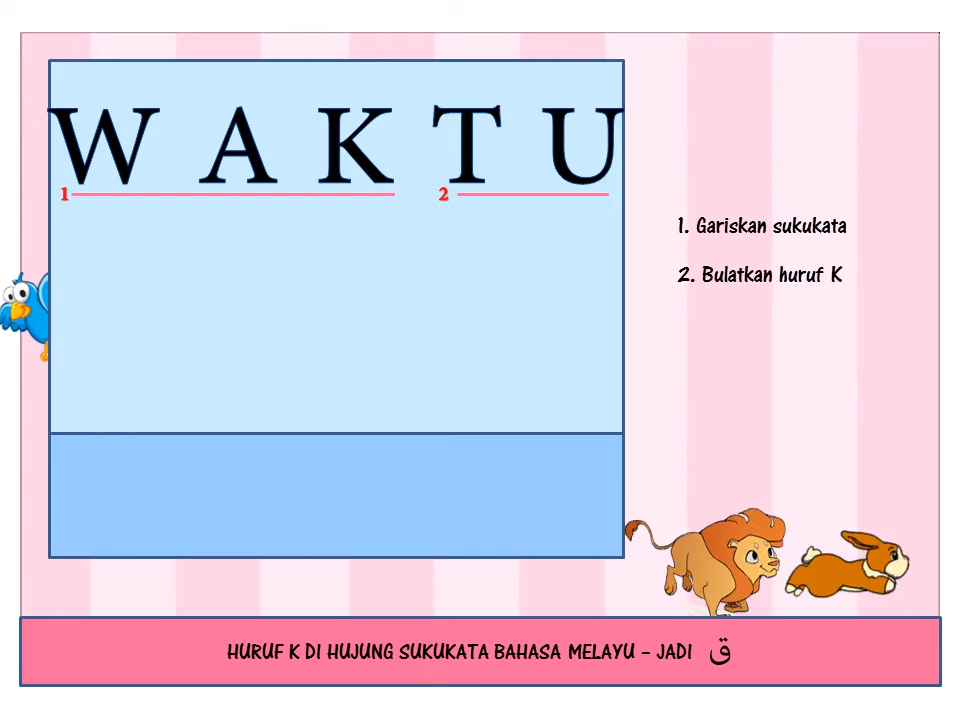 W A K T U
1 2
1. Gariskan sukukata
2. Bulatkan huruf K
HURUF K DI HUJUNG SUKUKATA BAHASA MELAYU – JADI ق